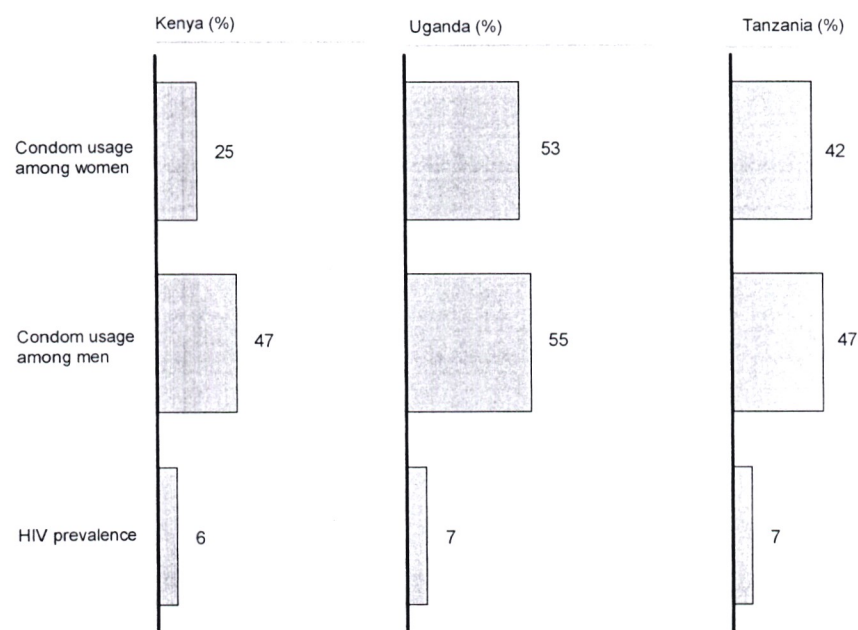 Kenya (%)
Uganda (%)
Tanzania (%)
Condom usage
among women
25
53
42
Condom usage
among men
47
55
47
HIV prevalence
6
7
7